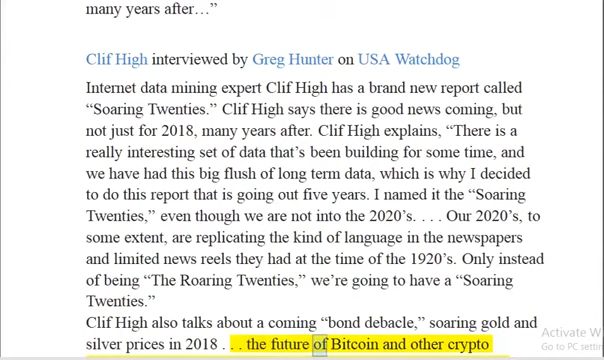 many years after…”
Clif High interviewed by Greg Hunter on USA Watchdog
Internet data mining expert Clif High has a brand new report called
“Soaring Twenties.” Clif High says there is good news coming, but
not just for 2018, many years after. Clif High explains, “There is a
really interesting set of data that’s been building for some time, and
we have had this big flush of long term data, which is why I decided
to do this report that is going out five years. I named it the “Soaring
Twenties,” even though we are not into the 2020’s. . . . Our 2020’s, to
some extent, are replicating the kind of language in the newspapers
and limited news reels they had at the time of the 1920’s. Only instead
of being “The Roaring Twenties,” we’re going to have a “Soaring
Twenties.”
Clif High also talks about a coming “bond debacle,” soaring gold and
silver prices in 2018 . . . the future of Bitcoin and other crypto
Activate W
Go to PC settin